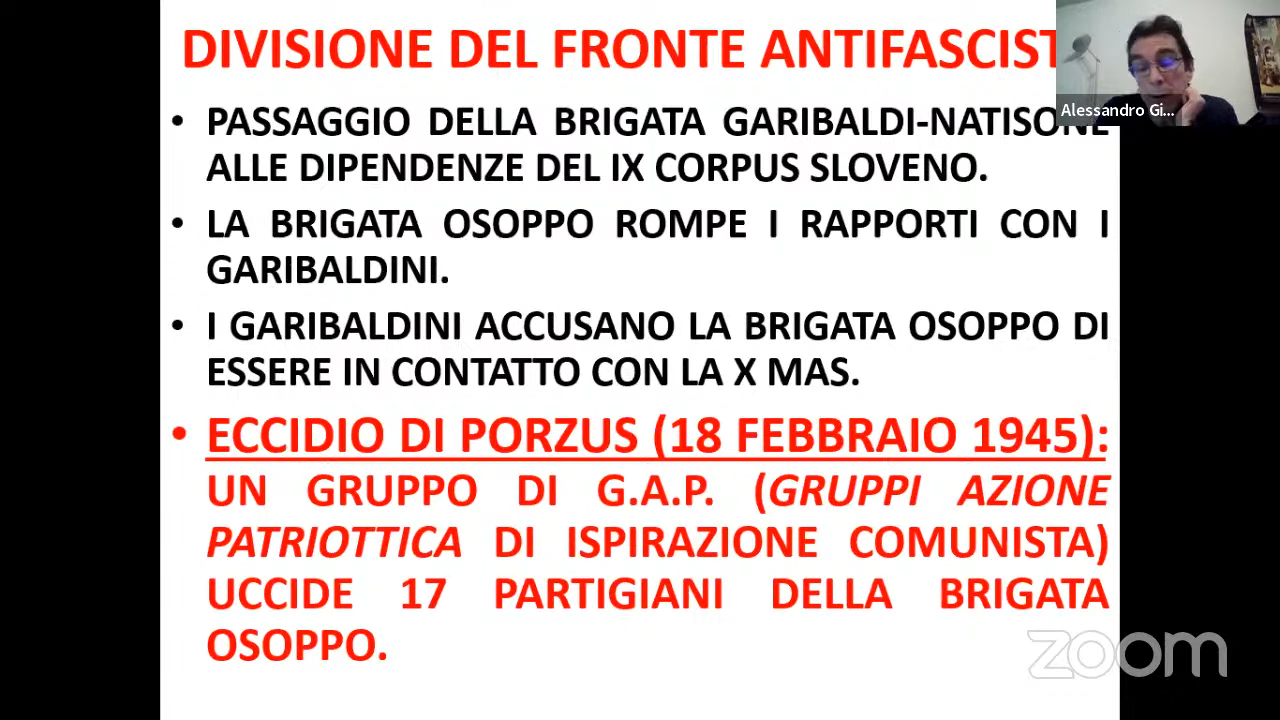 DIVISIONE DEL FRONTE ANTIFASCIST
Alessandro Gi...
• PASSAGGIO DELLA BRIGATA GARIBALDI-NATISONE
ALLE DIPENDENZE DEL IX CORPUS SLOVENO.
• LA BRIGATA OSOPPO ROMPE I RAPPORTI CON I
GARIBALDINI.
• I GARIBALDINI ACCUSANO LA BRIGATA OSOPPO DI
ESSERE IN CONTATTO CON LA X MAS.
• ECCIDIO DI PORZUS (18 FEBBRAIO 1945):
UN GRUPPO DI G.A.P. (GRUPPI AZIONE
PATRIOTTICA DI ISPIRAZIONE COMUNISTA)
UCCIDE 17 PARTIGIANI DELLA BRIGATA
OSOPPO.
zoom